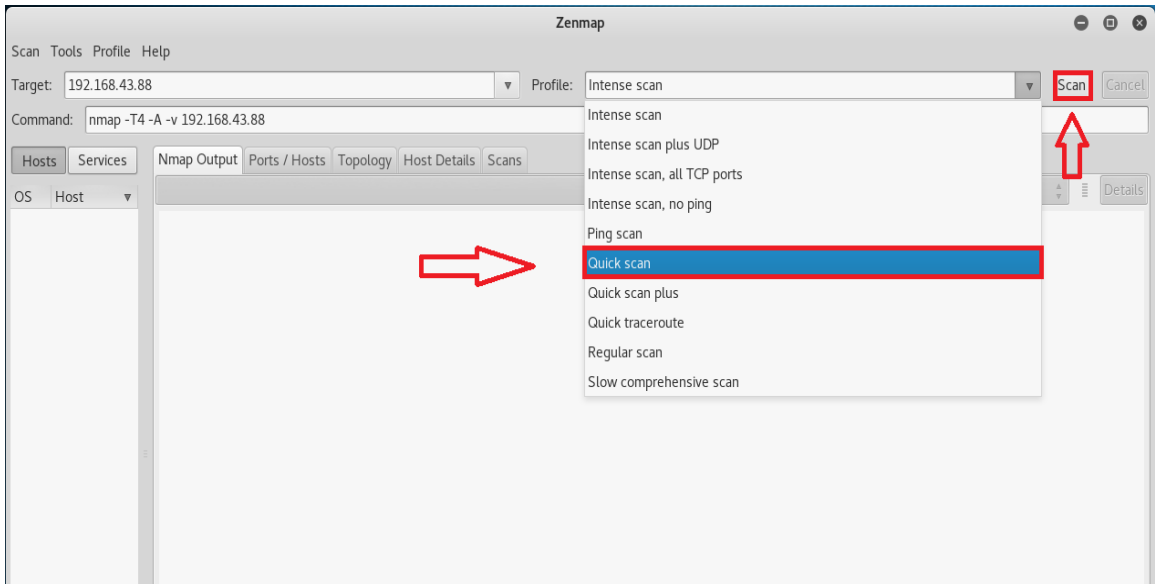 Zenmap
Scan Tools Profile Help
Target: 192.168.43.88 Profile: Intense scan Scan Cancel
Command: nmap -T4 -A -v 192.168.43.88
Hosts Services Nmap Output Ports / Hosts Topology Host Details Scans
OS Host Details
Intense scan
Intense scan plus UDP
Intense scan, all TCP ports
Intense scan, no ping
Ping scan
Quick scan
Quick scan plus
Quick traceroute
Regular scan
Slow comprehensive scan